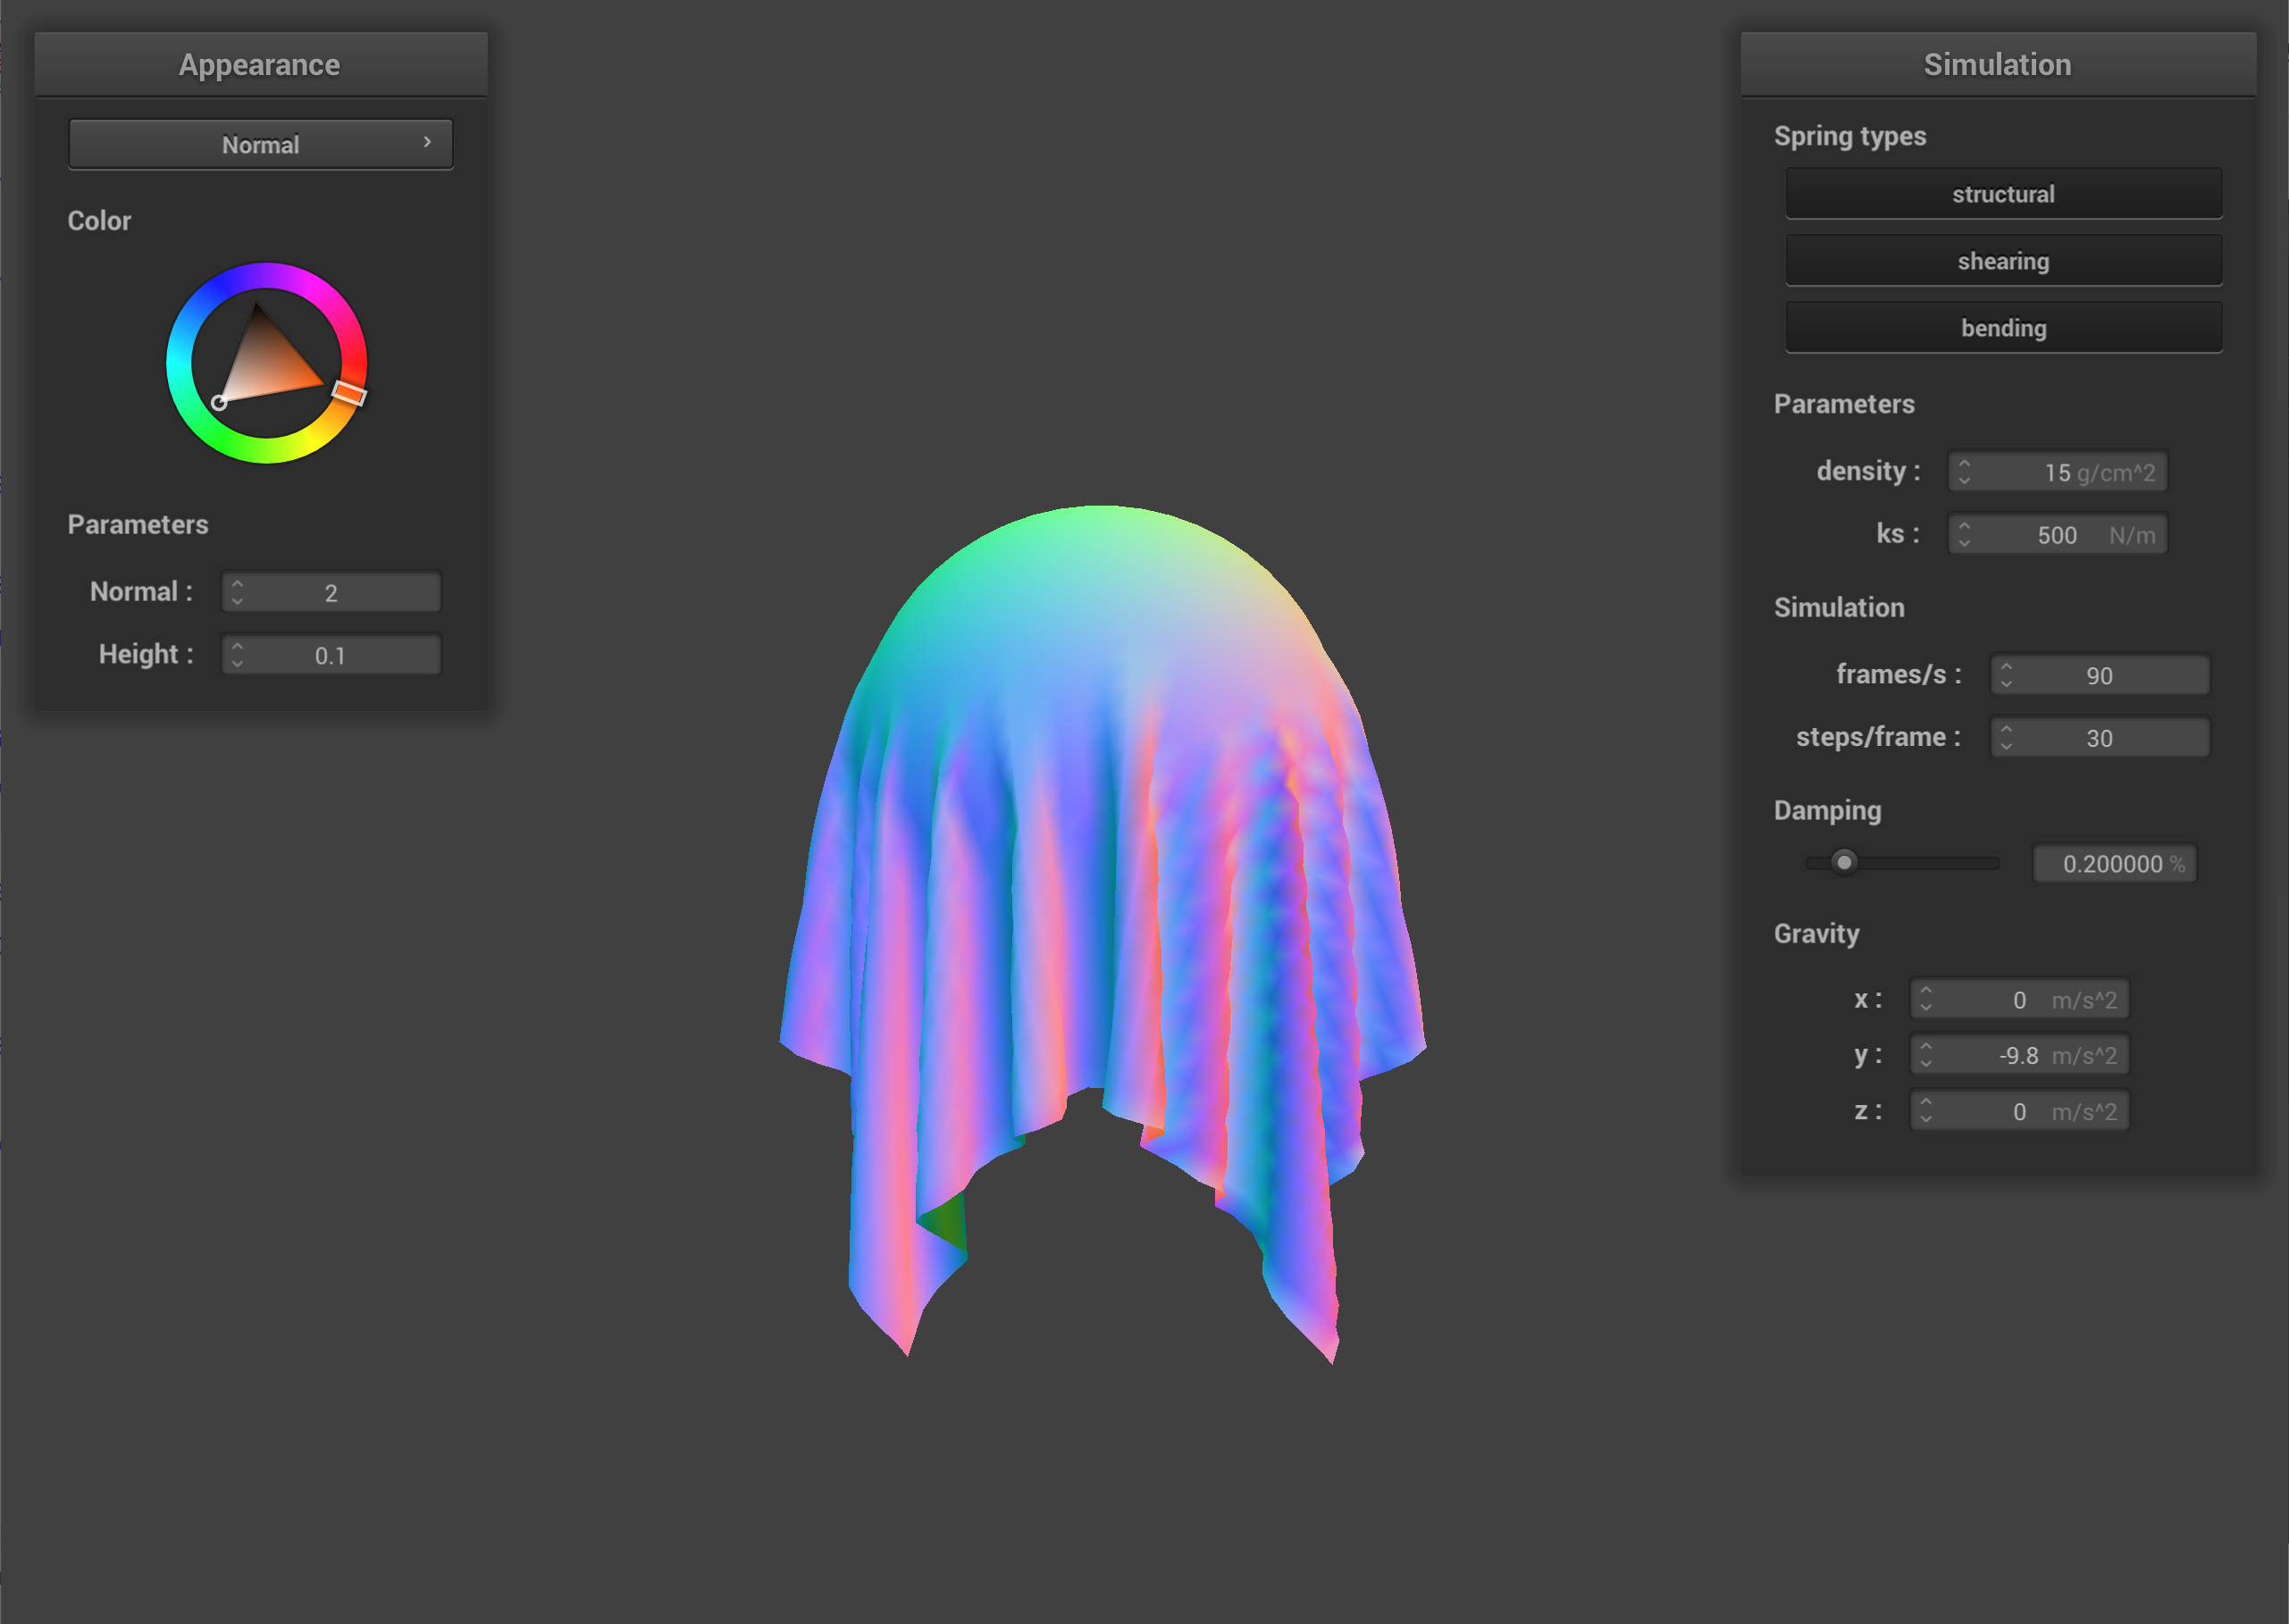 Appearance
Normal
Color
Parameters
Normal : 2
Height : 0.1
Simulation
Spring types
structural
shearing
bending
Parameters
density : 15 g/cm^2
ks : 500 N/m
Simulation
frames/s : 90
steps/frame : 30
Damping
0.200000 %
Gravity
x : 0 m/s^2
y : -9.8 m/s^2
z : 0 m/s^2